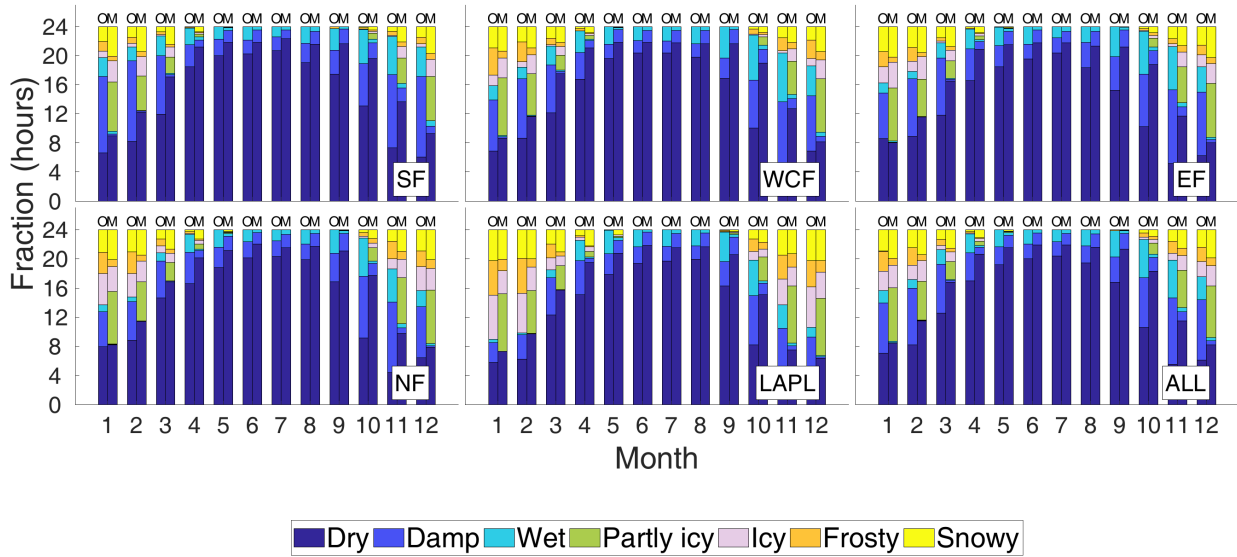 OM OM OM OM OM OM OM OM OM OM OM OM
OM OM OM OM OM OM OM OM OM OM OM OM
OM OM OM OM OM OM OM OM OM OM OM OM
24
20
16
12
8
4
0
SF
WCF
EF
Fraction (hours)
OM OM OM OM OM OM OM OM OM OM OM OM
OM OM OM OM OM OM OM OM OM OM OM OM
OM OM OM OM OM OM OM OM OM OM OM OM
24
20
16
12
8
4
0
NF
LAPL
ALL
1 2 3 4 5 6 7 8 9 10 11 12
1 2 3 4 5 6 7 8 9 10 11 12
1 2 3 4 5 6 7 8 9 10 11 12
Month
Dry Damp Wet Partly icy Icy Frosty Snowy